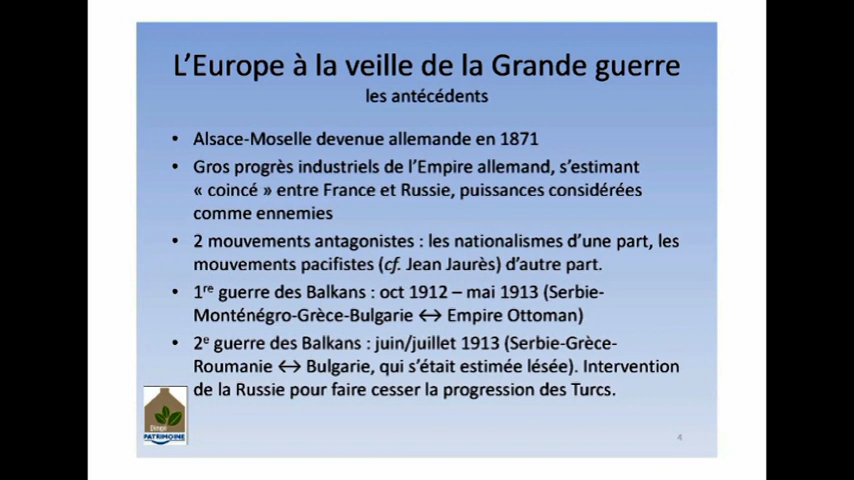 L'Europe à la veille de la Grande guerre
les antécédents
• Alsace-Moselle devenue allemande en 1871
• Gros progrès industriels de l'Empire allemand, s'estimant
« coincé » entre France et Russie, puissances considérées
comme ennemies
• 2 mouvements antagonistes : les nationalismes d'une part, les
mouvements pacifistes (cf. Jean Jaurès) d'autre part.
• 1re guerre des Balkans : oct 1912 – mai 1913 (Serbie-
Monténégro-Grèce-Bulgarie ↔ Empire Ottoman)
• 2e guerre des Balkans : juin/juillet 1913 (Serbie-Grèce-
Roumanie ↔ Bulgarie, qui s'était estimée lésée). Intervention
de la Russie pour faire cesser la progression des Turcs.
PATRIMOINE
4